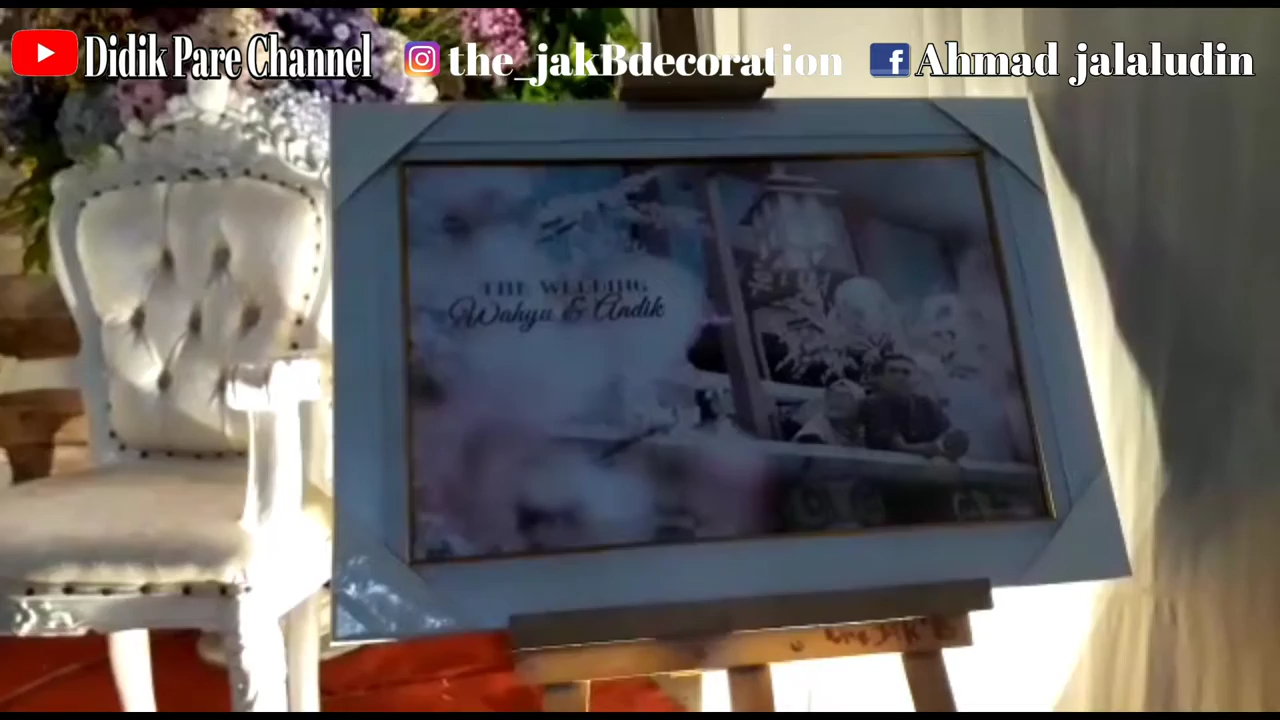 Didik Pare Channel the_jakBdecoration Ahmad jalaludin
THE WEDDING
Wahyu & Andik